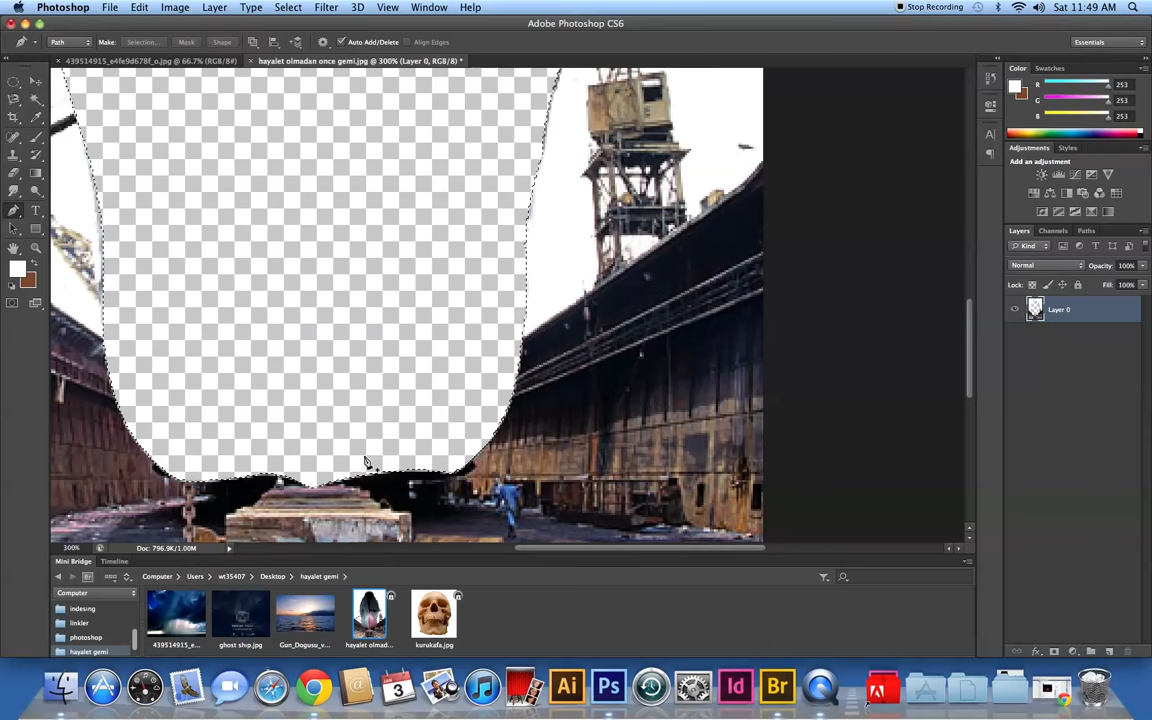 Photoshop File Edit Image Layer Type Select Filter 3D View Window Help Stop Recording Sat 11:49 AM
Adobe Photoshop CS6
Path Make: Selection... Mask Shape Auto Add/Delete Align Edges Essentials
439514915_e4fe9d678f_o.jpg @ 66.7% (RGB/8#) hayalet olmadan once gemi.jpg @ 300% (Layer 0, RGB/8) *
Color Swatches
R 253
G 253
B 253
Adjustments Styles
Add an adjustment
Layers Channels Paths
Kind
Normal Opacity: 100%
Lock: Fill: 100%
Layer 0
300% Doc: 796.9K/1.00M
Mini Bridge Timeline
Computer Users wt35407 Desktop hayalet gemi
Computer
indesing
linkler
photoshop
hayalet gemi
439514915_e... ghost ship.jpg Gun_Dogusu_v... hayalet olmad... kurukafa.jpg
JAN
3
Ai Ps Id Br